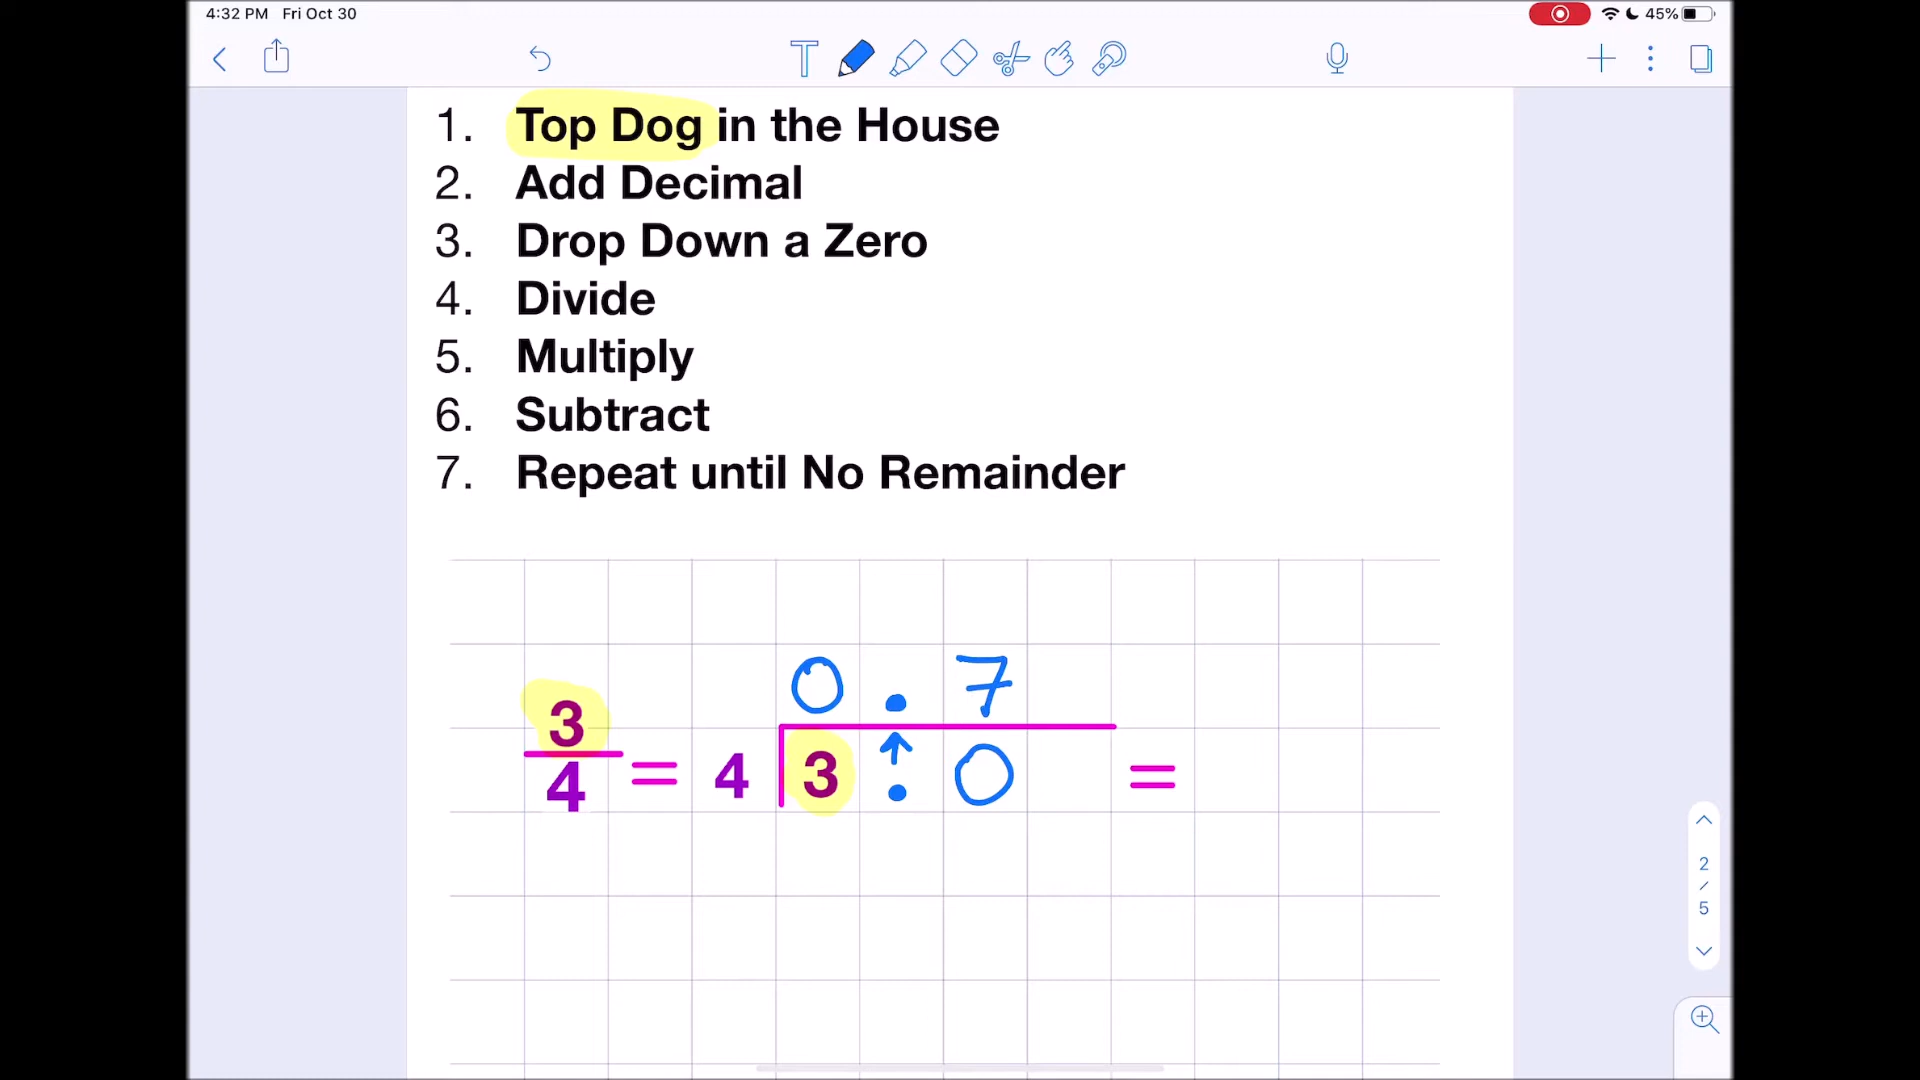 4:32 PM Fri Oct 30 45%
T
1. Top Dog in the House
2. Add Decimal
3. Drop Down a Zero
4. Divide
5. Multiply
6. Subtract
7. Repeat until No Remainder
0 . 7
3
4
= 4 3 . 0 =
2
/
5